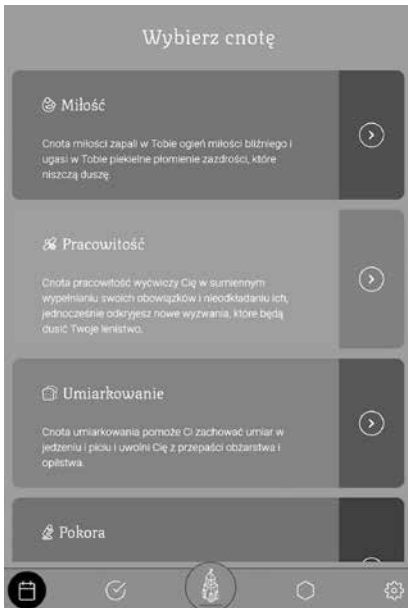 Wybierz cnotę
Miłość
Cnota miłości zapali w Tobie ogień miłości bliźniego i
ugasi w Tobie piekielne płomienie zazdrości, które
niszczą duszę.
Pracowitość
Cnota pracowitość wyćwiczy Cię w sumiennym
wypełnianiu swoich obowiązków i nieodkładaniu ich,
jednocześnie odkryjesz nowe wyzwania, które będą
dusić Twoje lenistwo.
Umiarkowanie
Cnota umiarkowania pomoże Ci zachować umiar w
jedzeniu i piciu i uwolni Cię z przepaści obżarstwa i
opilstwa.
Pokora